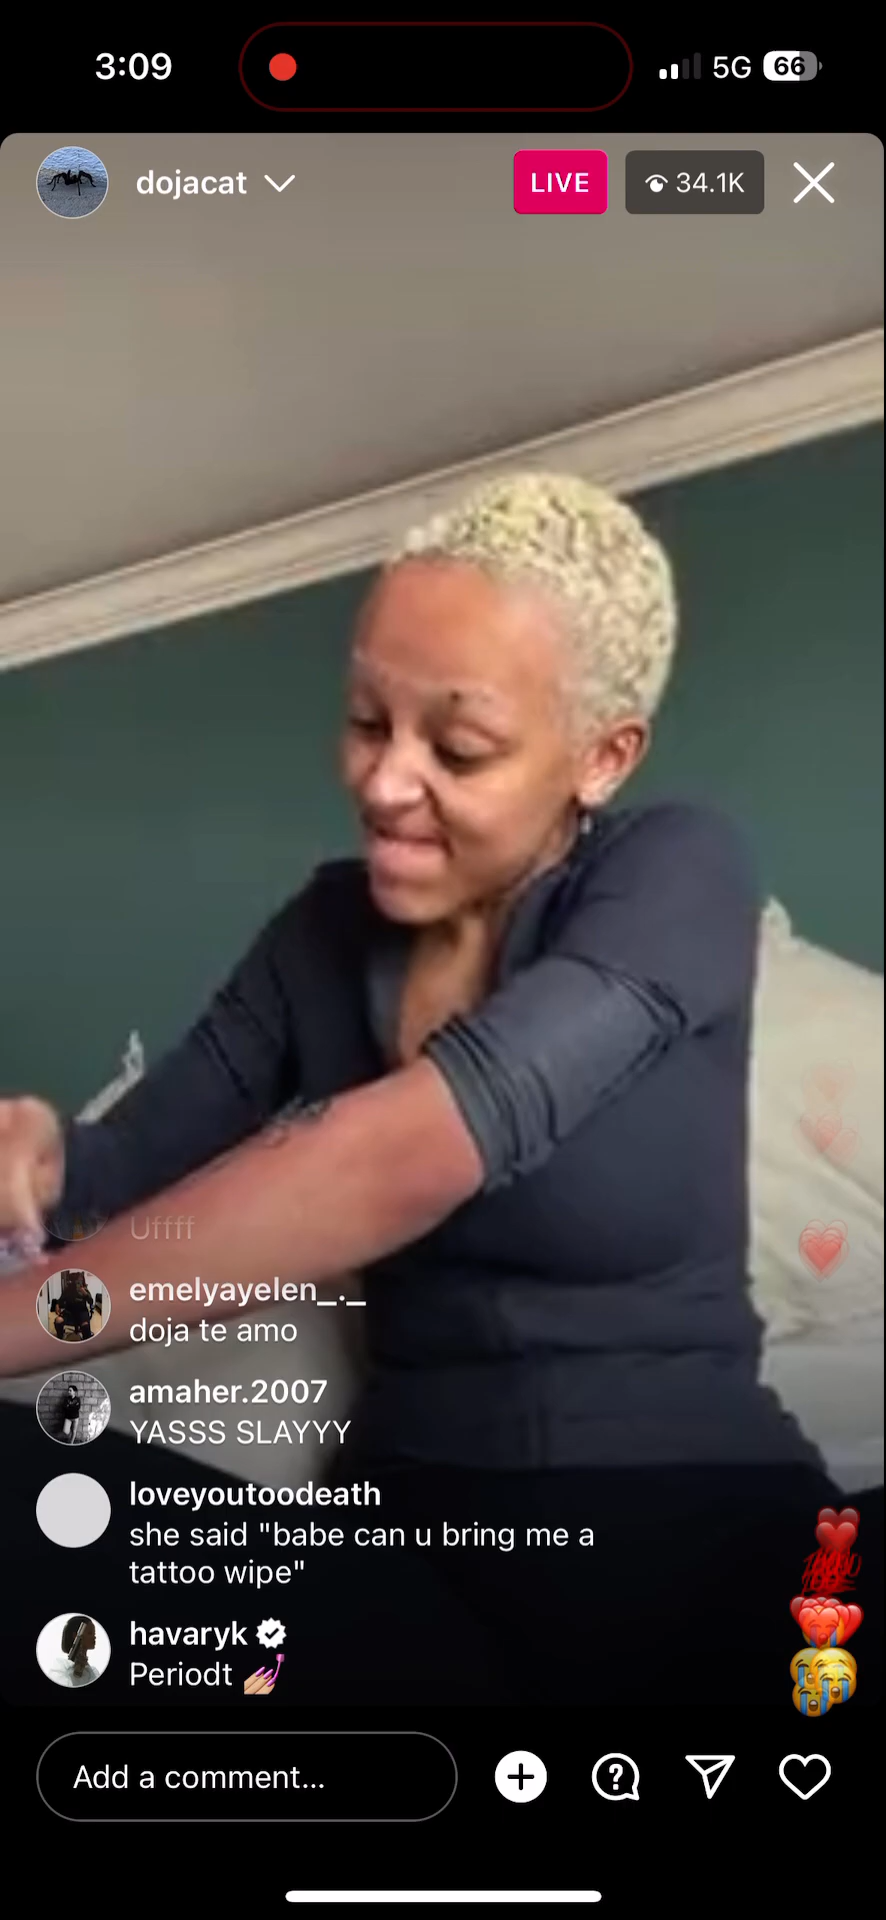 3:09
5G
66
dojacat
LIVE
34.1K
Uffff
emelyayelen_._
doja te amo
amaher.2007
YASSS SLAYYY
loveyoutoodeath
she said "babe can u bring me a
tattoo wipe"
havaryk
Periodt 💅🏼
Add a comment...